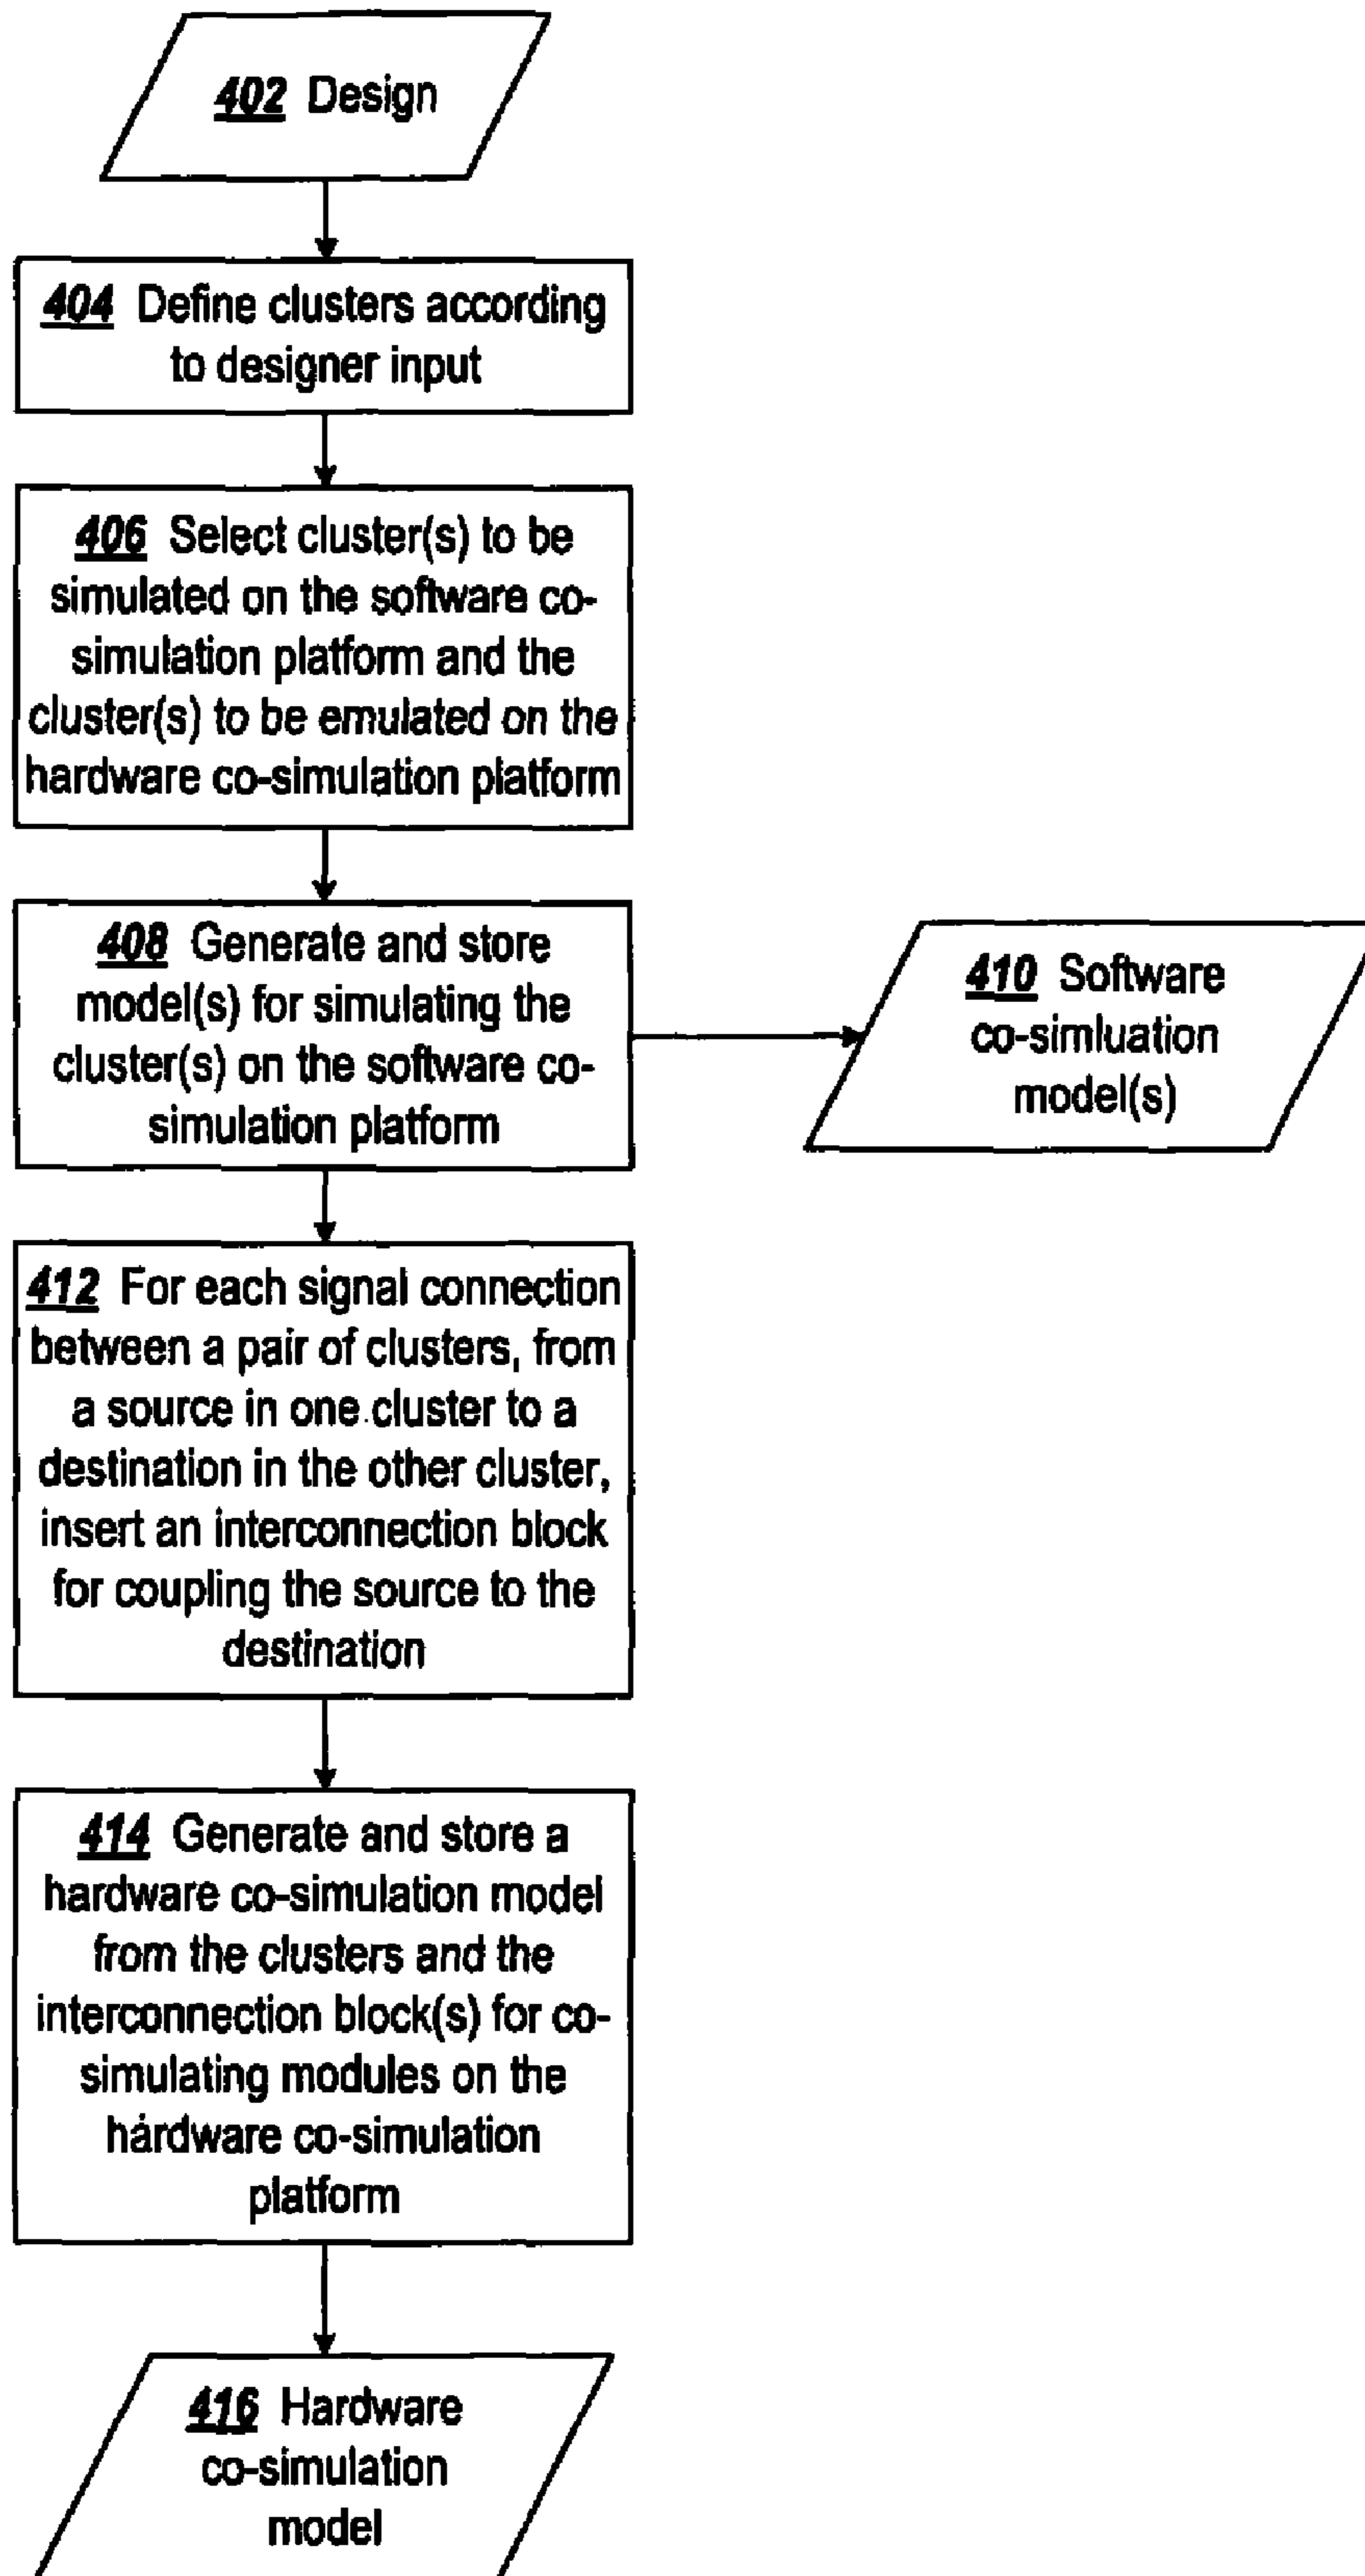 402 Design
404 Define clusters according
to designer input
406 Select cluster(s) to be
simulated on the software co-
simulation platform and the
cluster(s) to be emulated on the
hardware co-simulation platform
408 Generate and store
model(s) for simulating the
cluster(s) on the software co-
simulation platform
410 Software
co-simluation
model(s)
412 For each signal connection
between a pair of clusters, from
a source in one cluster to a
destination in the other cluster,
insert an interconnection block
for coupling the source to the
destination
414 Generate and store a
hardware co-simulation model
from the clusters and the
interconnection block(s) for co-
simulating modules on the
hardware co-simulation
platform
416 Hardware
co-simulation
model